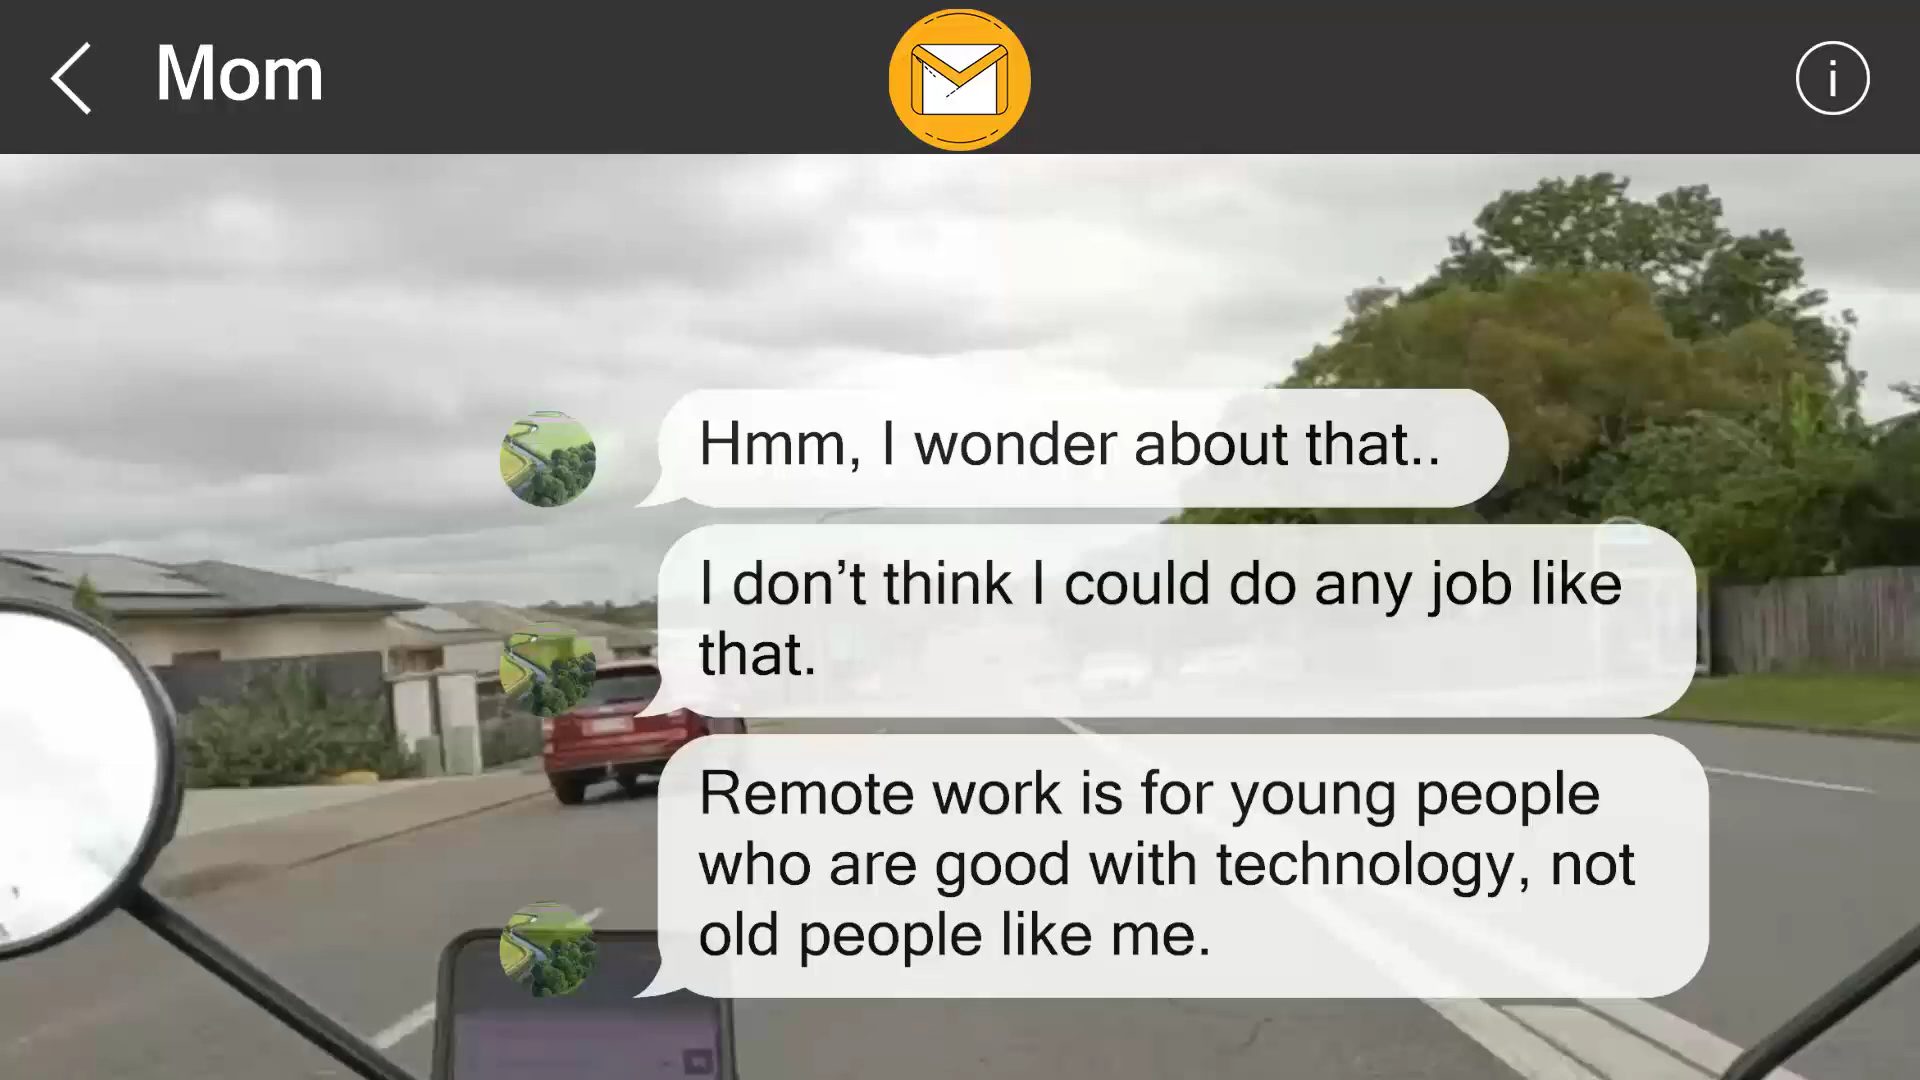 Mom
i
Hmm, I wonder about that..
I don’t think I could do any job like
that.
Remote work is for young people
who are good with technology, not
old people like me.